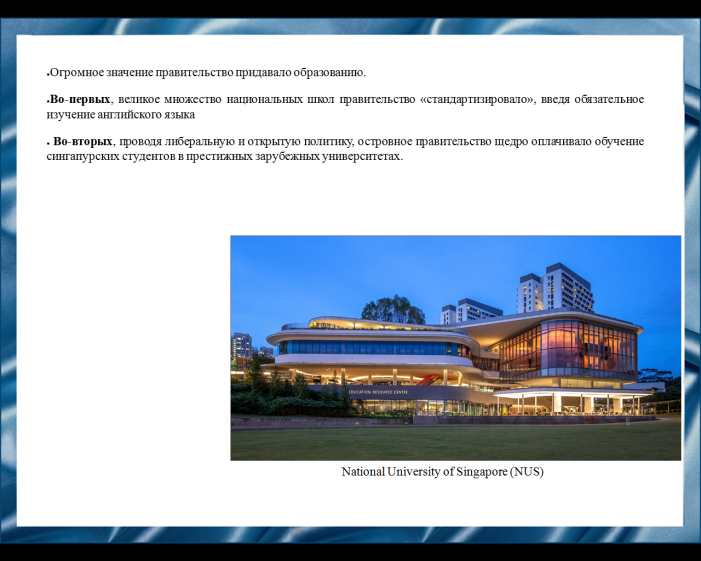 •Огромное значение правительство придавало образованию.
•Во-первых, великое множество национальных школ правительство «стандартизировало», введя обязательное
изучение английского языка
• Во-вторых, проводя либеральную и открытую политику, островное правительство щедро оплачивало обучение
сингапурских студентов в престижных зарубежных университетах.
EDUCATION RESOURCE CENTRE
National University of Singapore (NUS)